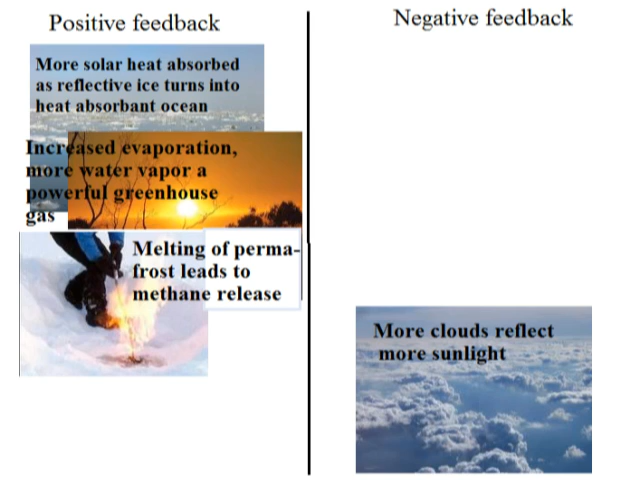 Positive feedback
More solar heat absorbed
as reflective ice turns into
heat absorbant ocean
Increased evaporation,
more water vapor a
powerful greenhouse
gas
Melting of perma-
frost leads to
methane release
Negative feedback
More clouds reflect
more sunlight